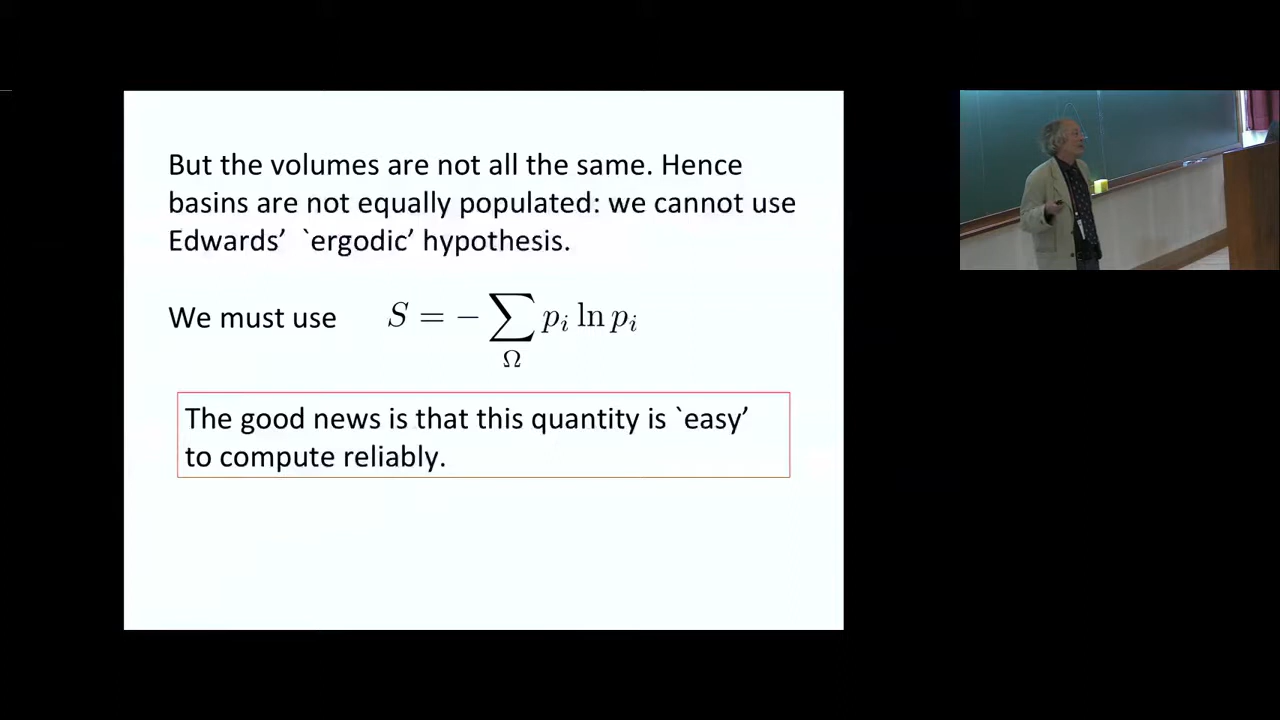 But the volumes are not all the same. Hence
basins are not equally populated: we cannot use
Edwards’ `ergodic’ hypothesis.
We must use S = − ∑_Ω p_i ln p_i
The good news is that this quantity is `easy’
to compute reliably.